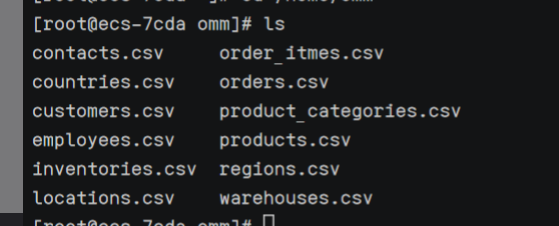 [root@ecs-7cda omm]# ls
contacts.csv order_itmes.csv
countries.csv orders.csv
customers.csv product_categories.csv
employees.csv products.csv
inventories.csv regions.csv
locations.csv warehouses.csv
[root@ecs-7cda omm]#